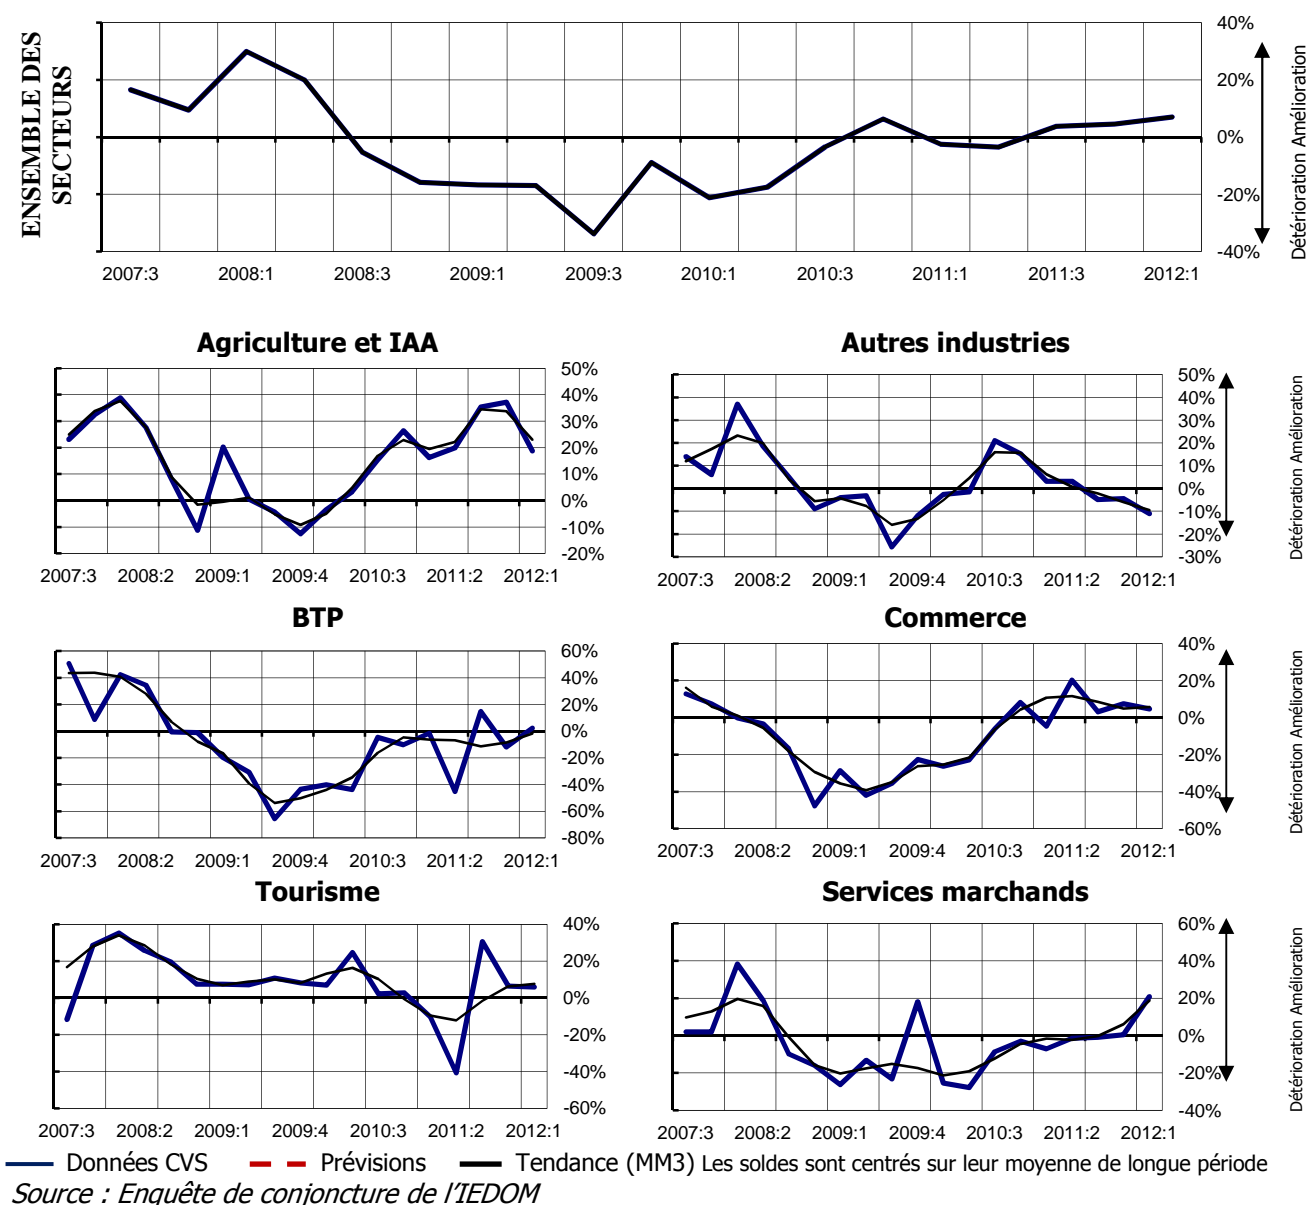 ENSEMBLE DES
SECTEURS
40%
20%
0%
-20%
-40%
Détérioration Amélioration
2007:3 2008:1 2008:3 2009:1 2009:3 2010:1 2010:3 2011:1 2011:3 2012:1
Agriculture et IAA
50%
40%
30%
20%
10%
0%
-10%
-20%
2007:3 2008:2 2009:1 2009:4 2010:3 2011:2 2012:1
Autres industries
50%
40%
30%
20%
10%
0%
-10%
-20%
-30%
Détérioration Amélioration
2007:3 2008:2 2009:1 2009:4 2010:3 2011:2 2012:1
BTP
60%
40%
20%
0%
-20%
-40%
-60%
-80%
2007:3 2008:2 2009:1 2009:4 2010:3 2011:2 2012:1
Commerce
40%
20%
0%
-20%
-40%
-60%
Détérioration Amélioration
2007:3 2008:2 2009:1 2009:4 2010:3 2011:2 2012:1
Tourisme
40%
20%
0%
-20%
-40%
-60%
2007:3 2008:2 2009:1 2009:4 2010:3 2011:2 2012:1
Services marchands
60%
40%
20%
0%
-20%
-40%
Détérioration Amélioration
2007:3 2008:2 2009:1 2009:4 2010:3 2011:2 2012:1
Données CVS Prévisions Tendance (MM3) Les soldes sont centrés sur leur moyenne de longue période
Source : Enquête de conjoncture de l'IEDOM